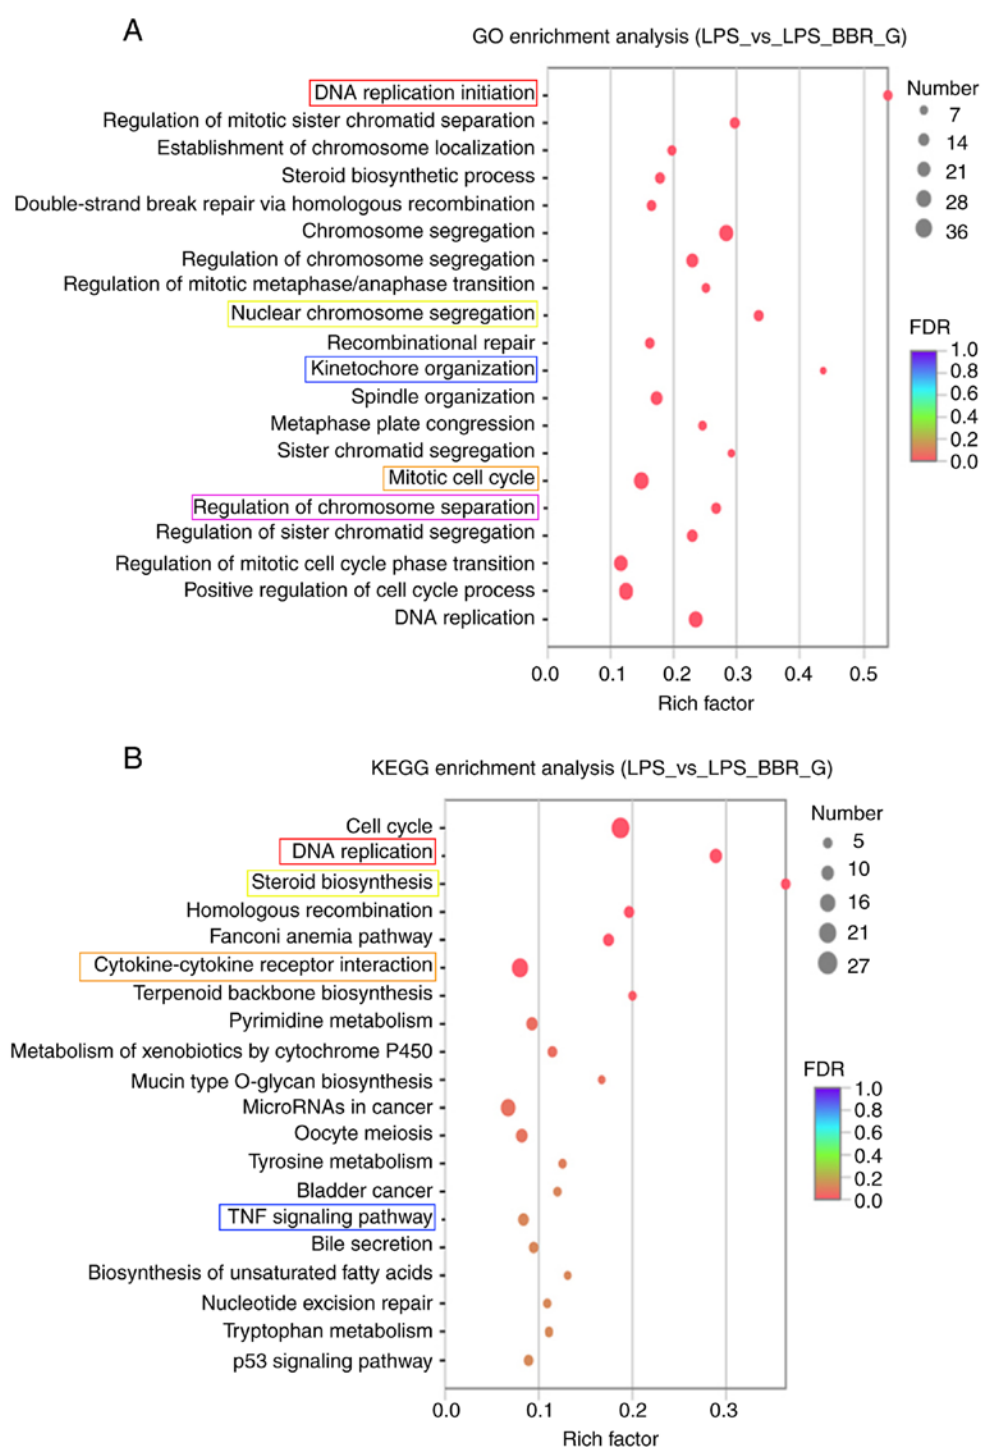 A
GO enrichment analysis (LPS_vs_LPS_BBR_G)
DNA replication initiation
Regulation of mitotic sister chromatid separation
Establishment of chromosome localization
Steroid biosynthetic process
Double-strand break repair via homologous recombination
Chromosome segregation
Regulation of chromosome segregation
Regulation of mitotic metaphase/anaphase transition
Nuclear chromosome segregation
Recombinational repair
Kinetochore organization
Spindle organization
Metaphase plate congression
Sister chromatid segregation
Mitotic cell cycle
Regulation of chromosome separation
Regulation of sister chromatid segregation
Regulation of mitotic cell cycle phase transition
Positive regulation of cell cycle process
DNA replication
0.0 0.1 0.2 0.3 0.4 0.5
Rich factor
Number
7
14
21
28
36
FDR
1.0
0.8
0.6
0.4
0.2
0.0
B
KEGG enrichment analysis (LPS_vs_LPS_BBR_G)
Cell cycle
DNA replication
Steroid biosynthesis
Homologous recombination
Fanconi anemia pathway
Cytokine-cytokine receptor interaction
Terpenoid backbone biosynthesis
Pyrimidine metabolism
Metabolism of xenobiotics by cytochrome P450
Mucin type O-glycan biosynthesis
MicroRNAs in cancer
Oocyte meiosis
Tyrosine metabolism
Bladder cancer
TNF signaling pathway
Bile secretion
Biosynthesis of unsaturated fatty acids
Nucleotide excision repair
Tryptophan metabolism
p53 signaling pathway
0.0 0.1 0.2 0.3
Rich factor
Number
5
10
16
21
27
FDR
1.0
0.8
0.6
0.4
0.2
0.0